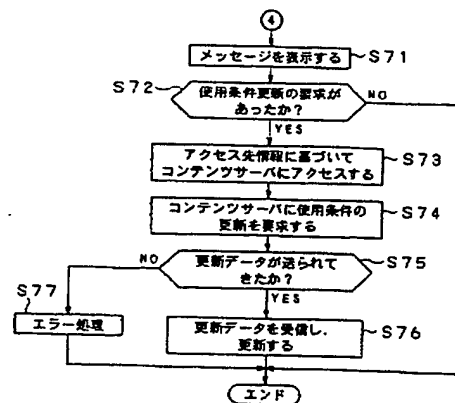 4
メッセージを表示する
S71
S72
使用条件更新の要求が
あったか?
NO
YES
アクセス先情報に基づいて
コンテンツサーバにアクセスする
S73
コンテンツサーバに使用条件の
更新を要求する
S74
更新データが送られて
きたか?
S75
NO
YES
S77
エラー処理
更新データを受信し、
更新する
S76
エンド